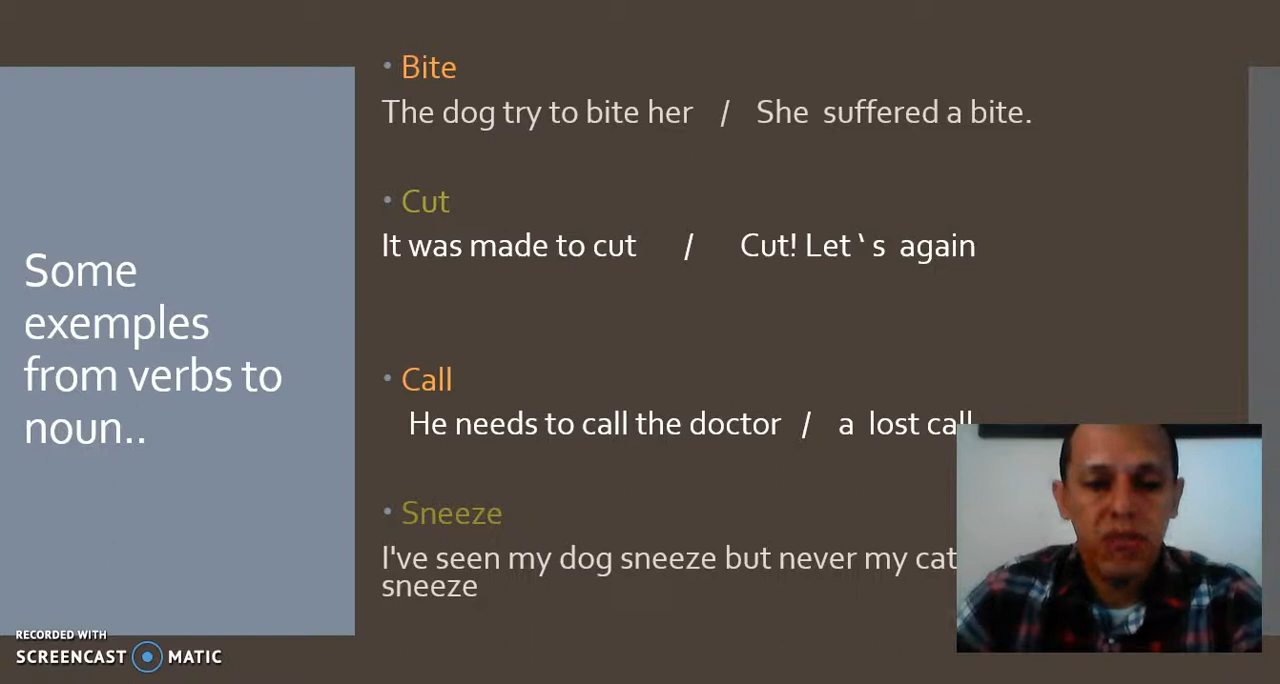 Some
exemples
from verbs to
noun..
• Bite
The dog try to bite her / She suffered a bite.
• Cut
It was made to cut / Cut! Let ‛ s again
• Call
He needs to call the doctor / a lost call
• Sneeze
I've seen my dog sneeze but never my cat
sneeze
RECORDED WITH
SCREENCAST MATIC